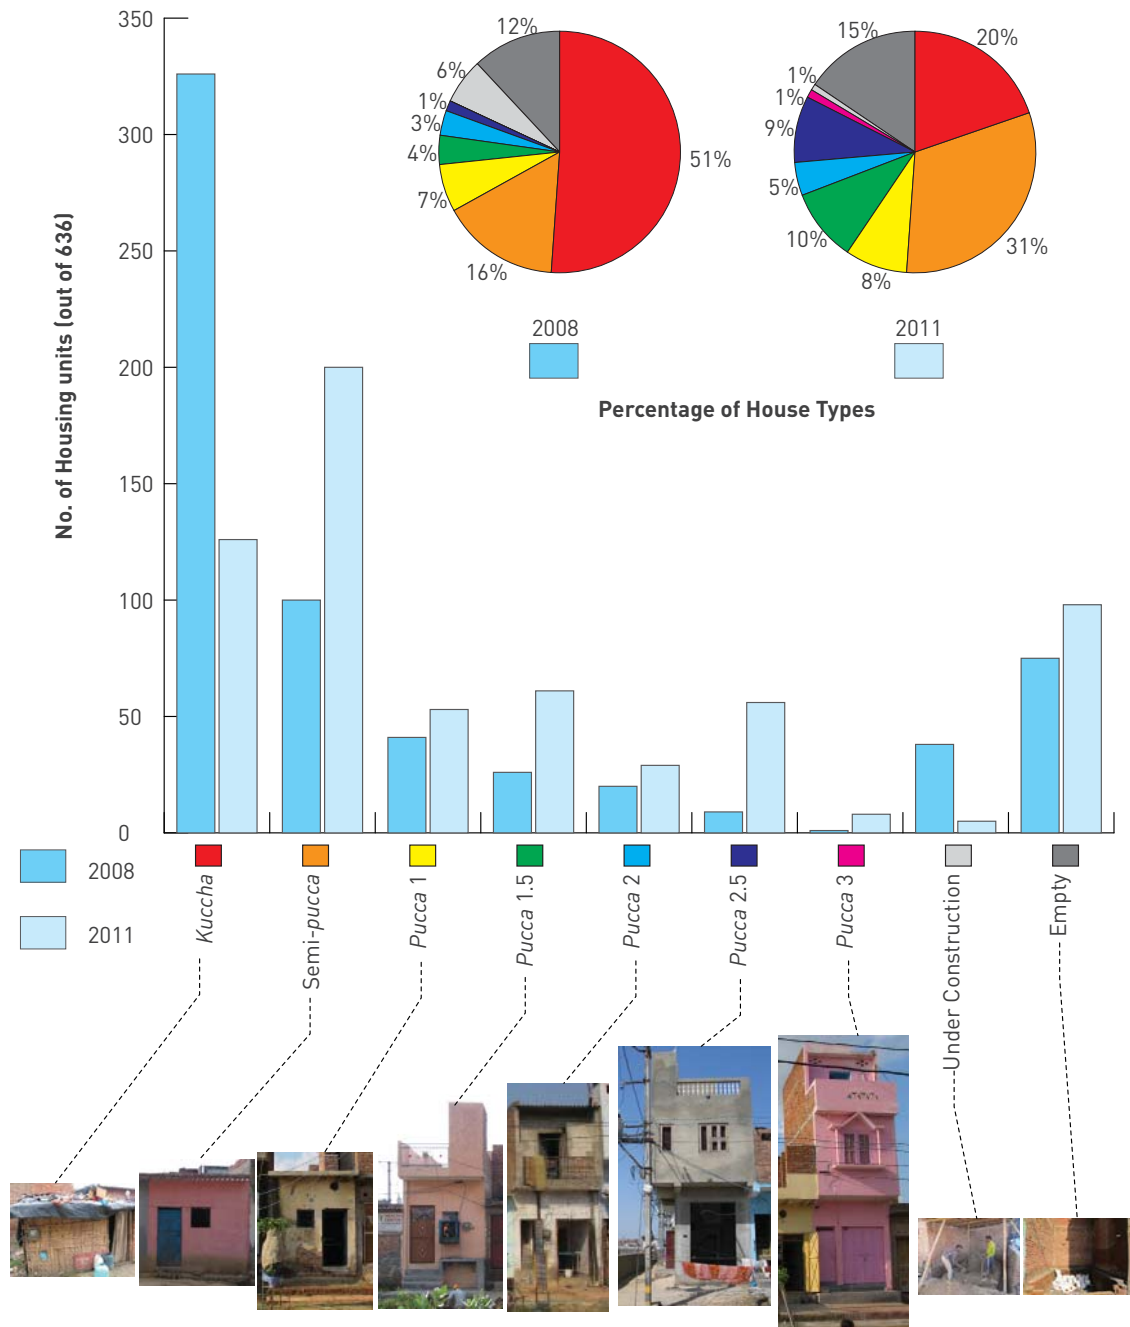 No. of Housing units (out of 636)
350
300
250
200
150
100
50
0
12%
6%
1%
3%
4%
7%
16%
51%
15%
1%
1%
9%
5%
10%
8%
31%
20%
2008
2011
Percentage of House Types
2008
2011
Kuccha
Semi-pucca
Pucca 1
Pucca 1.5
Pucca 2
Pucca 2.5
Pucca 3
Under Construction
Empty